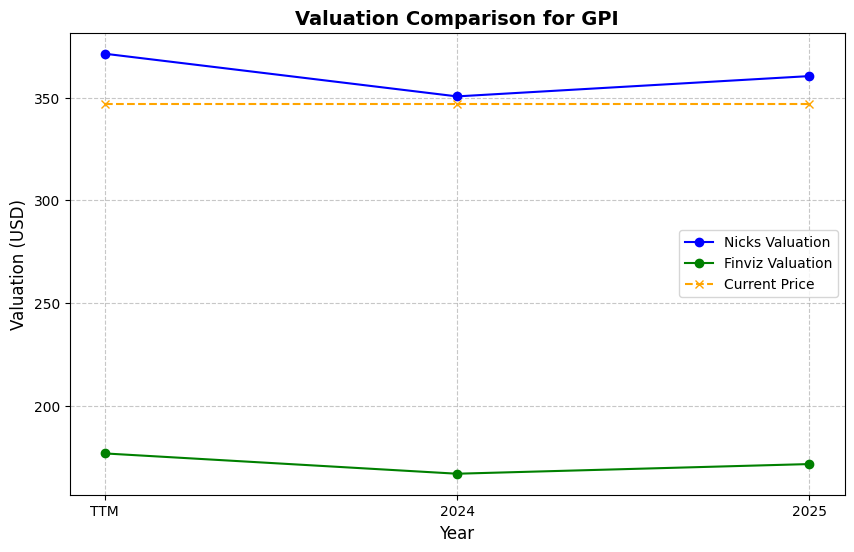 Valuation Comparison for GPI
Valuation (USD)
350
300
250
200
Nicks Valuation
Finviz Valuation
Current Price
TTM
2024
2025
Year